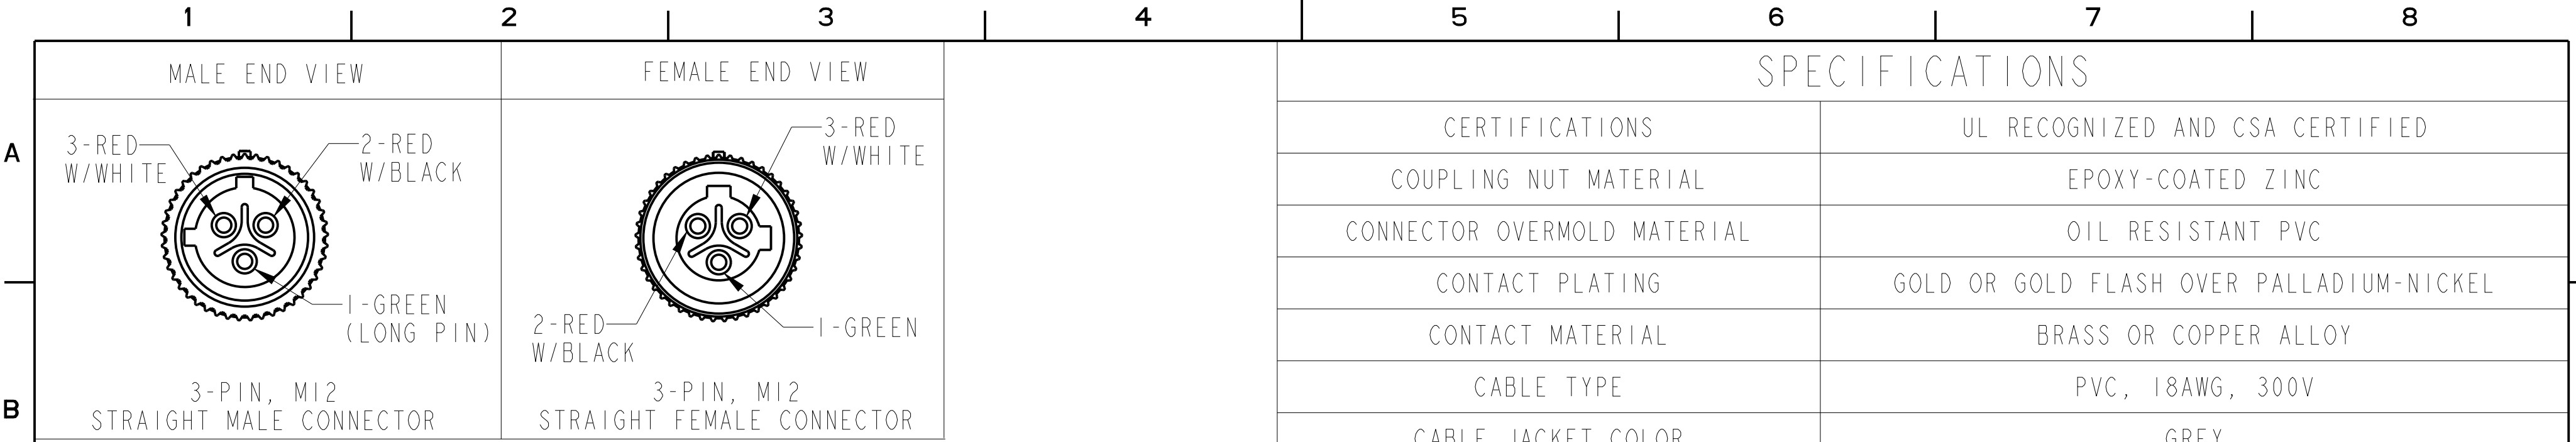 1 2 3 4 5 6 7 8
A
B
MALE END VIEW
3-RED
W/WHITE
2-RED
W/BLACK
1-GREEN
(LONG PIN)
3-PIN, M12
STRAIGHT MALE CONNECTOR
FEMALE END VIEW
3-RED
W/WHITE
2-RED
W/BLACK
1-GREEN
3-PIN, M12
STRAIGHT FEMALE CONNECTOR
SPECIFICATIONS
CERTIFICATIONS UL RECOGNIZED AND CSA CERTIFIED
COUPLING NUT MATERIAL EPOXY-COATED ZINC
CONNECTOR OVERMOLD MATERIAL OIL RESISTANT PVC
CONTACT PLATING GOLD OR GOLD FLASH OVER PALLADIUM-NICKEL
CONTACT MATERIAL BRASS OR COPPER ALLOY
CABLE TYPE PVC, 18AWG, 300V
CABLE JACKET COLOR GREY